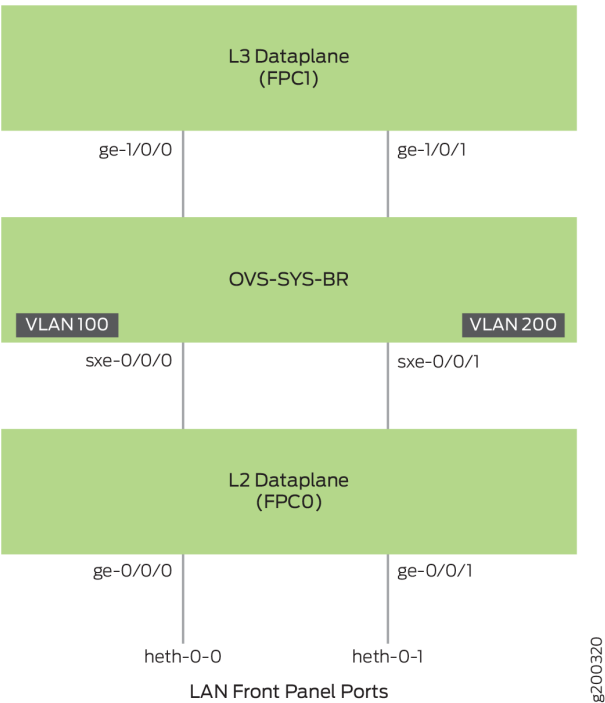 L3 Dataplane
(FPC1)
ge-1/0/0
ge-1/0/1
OVS-SYS-BR
VLAN 100
VLAN 200
sxe-0/0/0
sxe-0/0/1
L2 Dataplane
(FPC0)
ge-0/0/0
ge-0/0/1
heth-0-0
heth-0-1
LAN Front Panel Ports
g200320